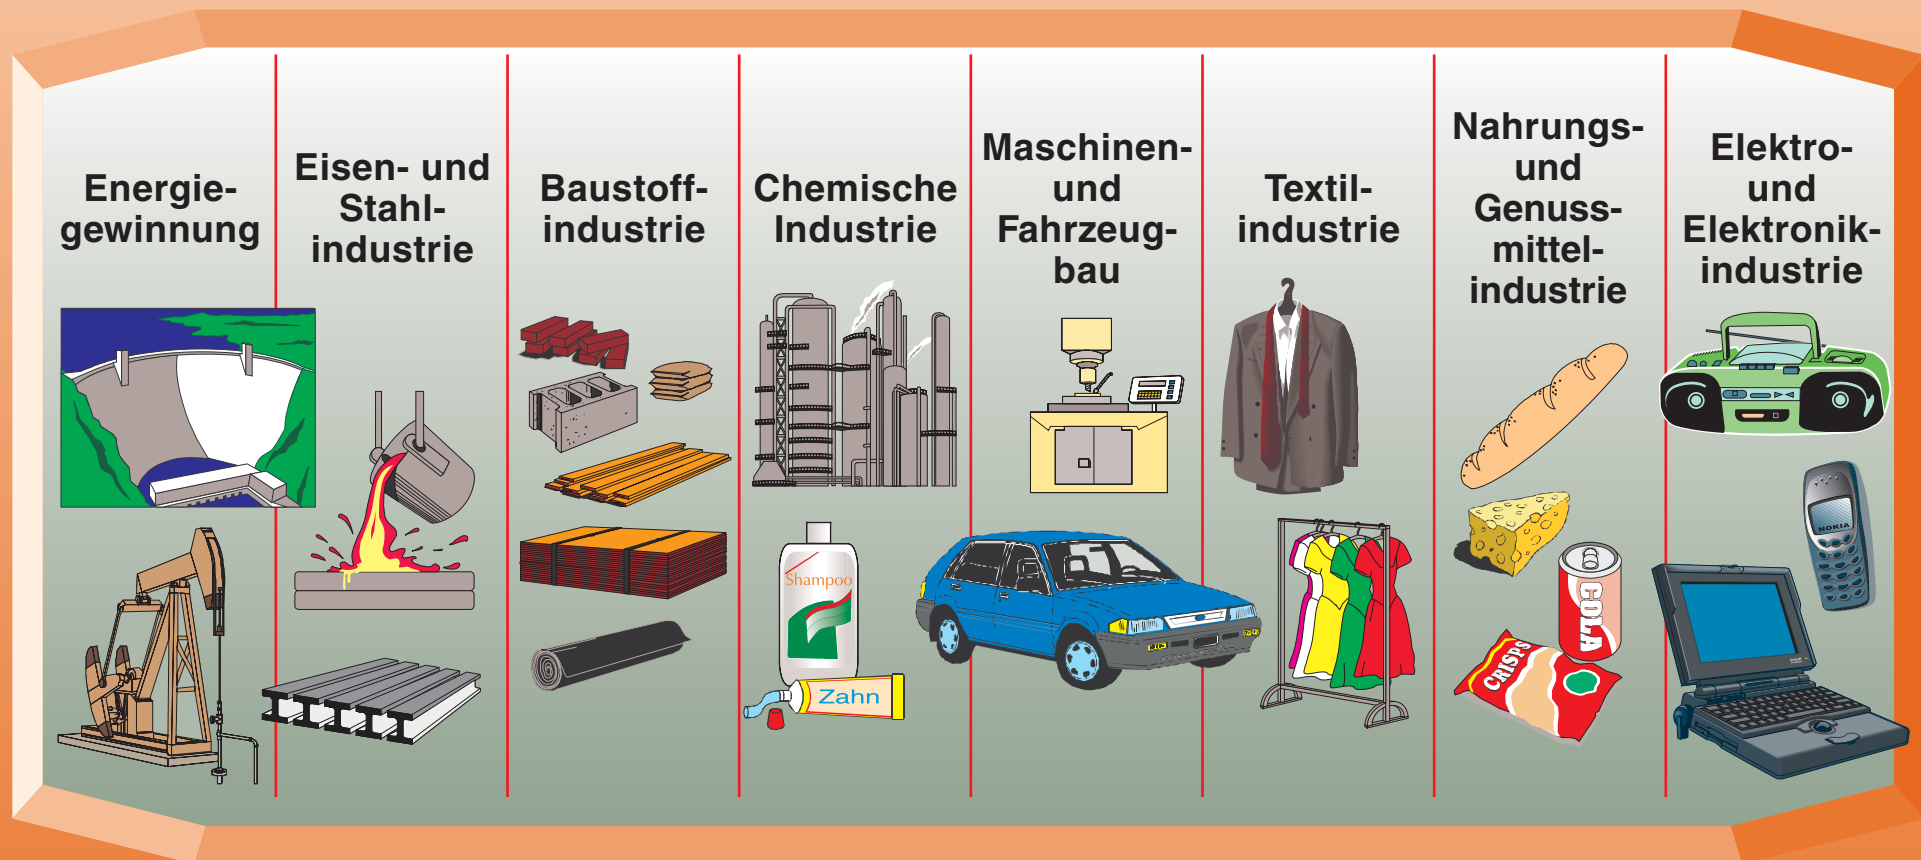 Energie-
gewinnung
Eisen- und
Stahl-
industrie
Baustoff-
industrie
Chemische
Industrie
Maschinen-
und
Fahrzeug-
bau
Textil-
industrie
Nahrungs-
und
Genuss-
mittel-
industrie
Elektro-
und
Elektronik-
industrie
Shampoo
Zahn
COLA
CRISPS
NOKIA